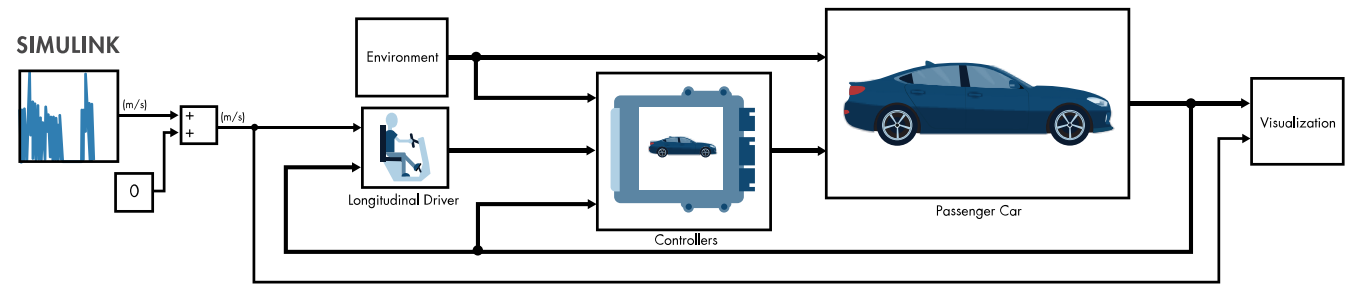 SIMULINK
(m/s)
+
+
0
(m/s)
Environment
Longitudinal Driver
Controllers
Passenger Car
Visualization